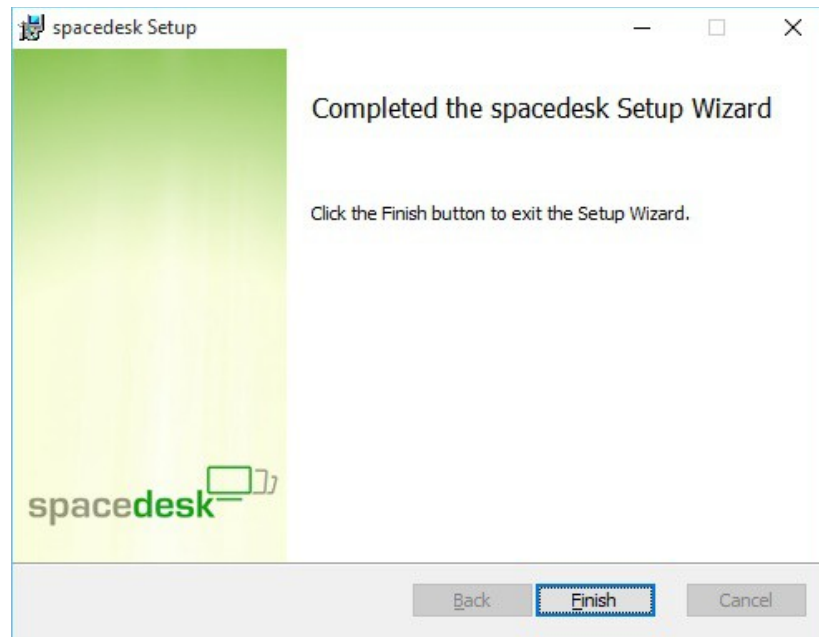 spacedesk Setup
Completed the spacedesk Setup Wizard
Click the Finish button to exit the Setup Wizard.
spacedesk
Back Finish Cancel